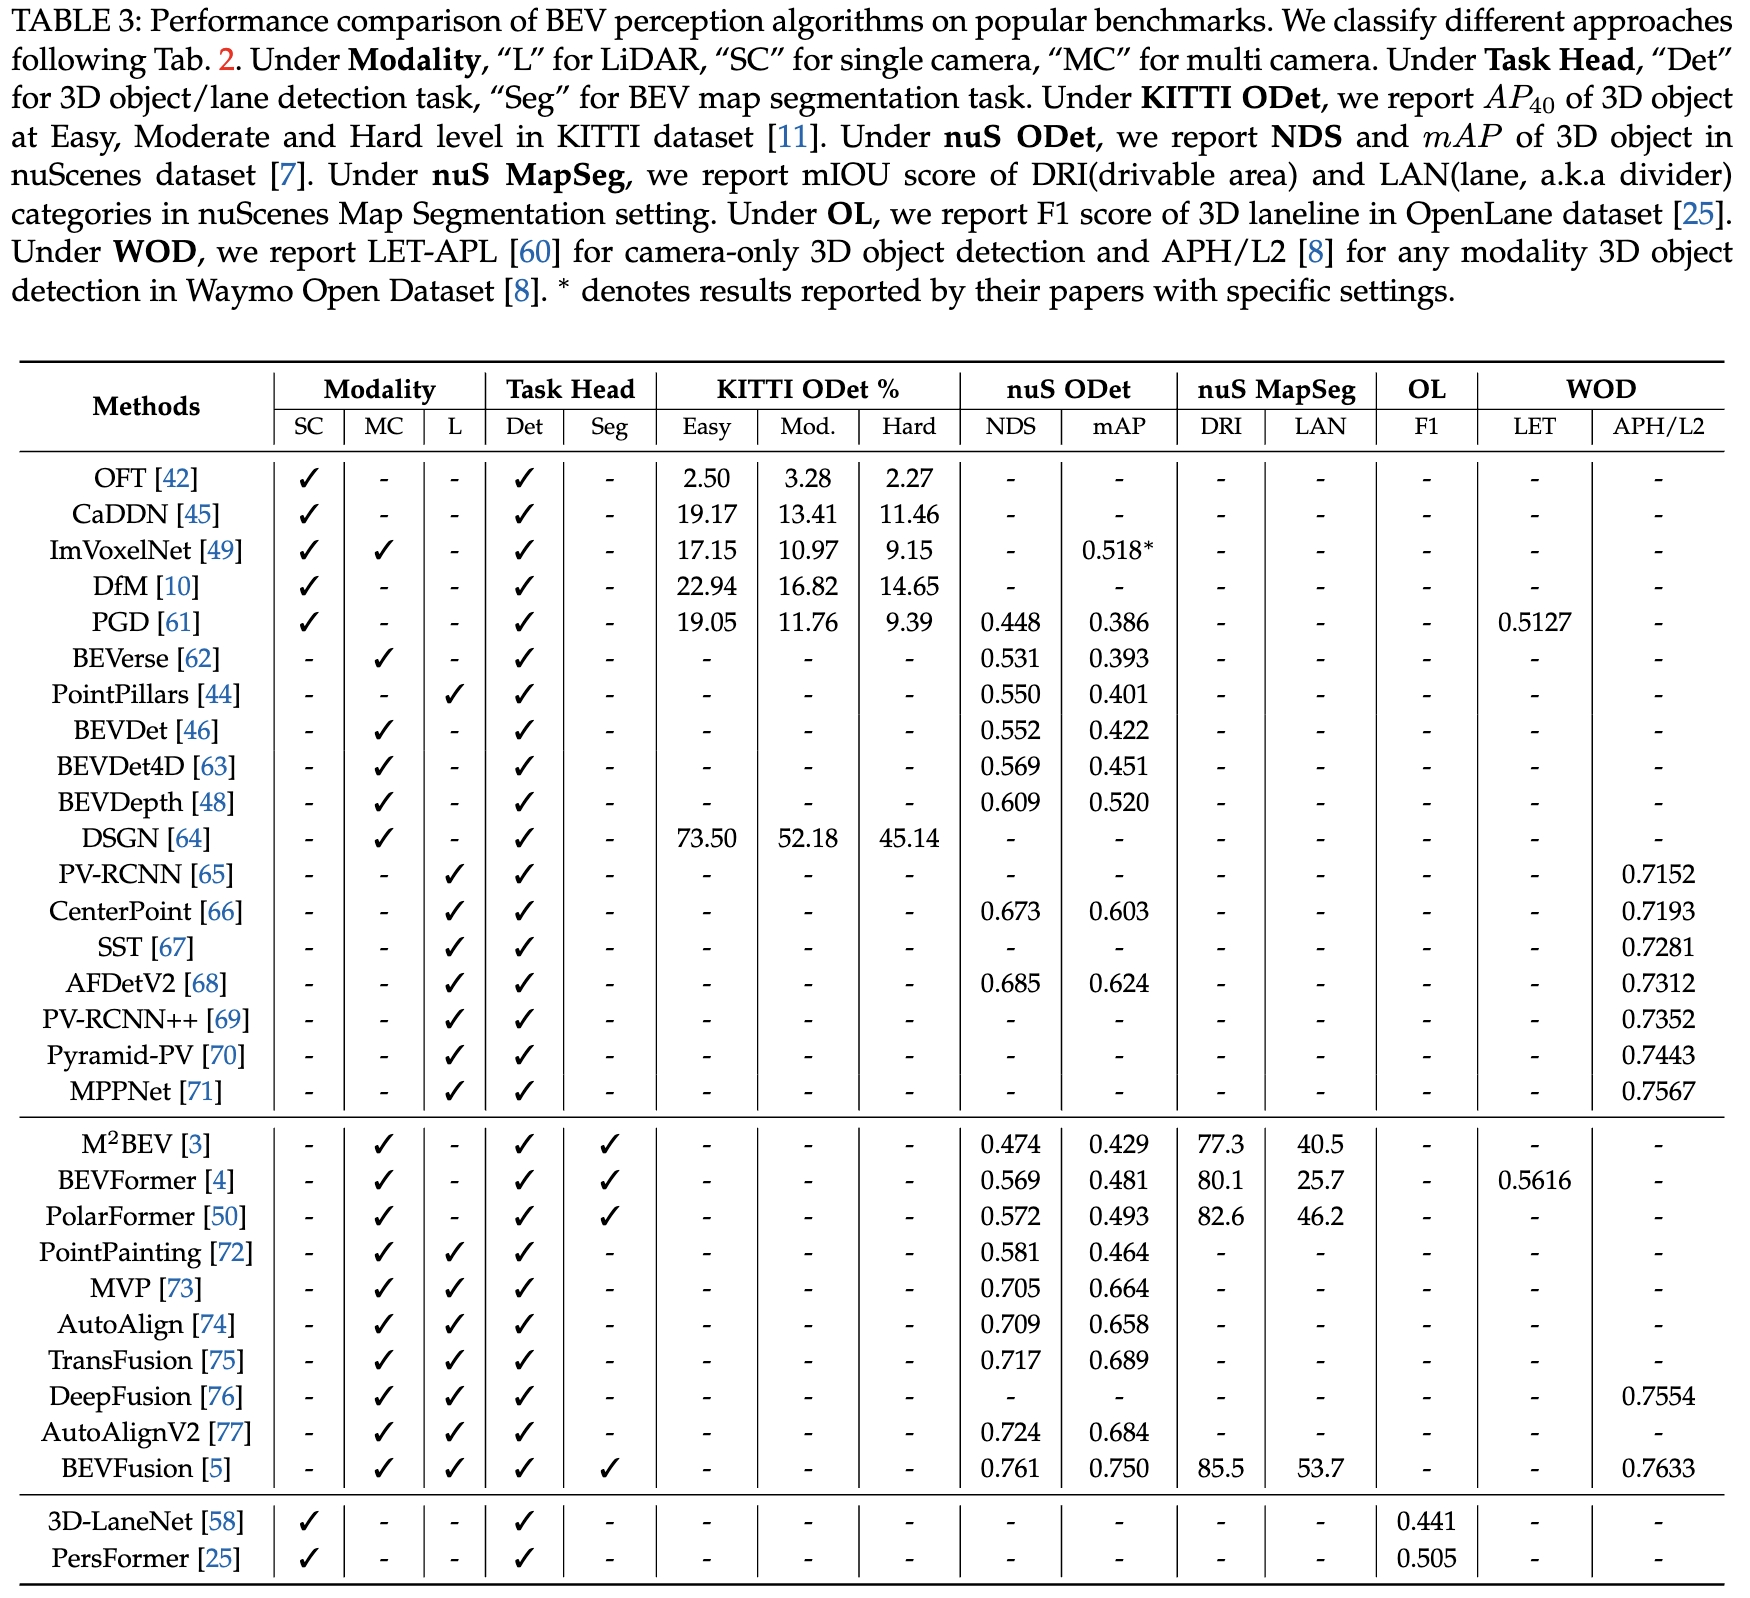 TABLE 3: Performance comparison of BEV perception algorithms on popular benchmarks. We classify different approaches
following Tab. 2. Under Modality, “L” for LiDAR, “SC” for single camera, “MC” for multi camera. Under Task Head, “Det”
for 3D object/lane detection task, “Seg” for BEV map segmentation task. Under KITTI ODet, we report AP40 of 3D object
at Easy, Moderate and Hard level in KITTI dataset [11]. Under nuS ODet, we report NDS and mAP of 3D object in
nuScenes dataset [7]. Under nuS MapSeg, we report mIOU score of DRI(drivable area) and LAN(lane, a.k.a divider)
categories in nuScenes Map Segmentation setting. Under OL, we report F1 score of 3D laneline in OpenLane dataset [25].
Under WOD, we report LET-APL [60] for camera-only 3D object detection and APH/L2 [8] for any modality 3D object
detection in Waymo Open Dataset [8]. * denotes results reported by their papers with specific settings.
Methods Modality Task Head KITTI ODet % nuS ODet nuS MapSeg OL WOD
SC MC L Det Seg Easy Mod. Hard NDS mAP DRI LAN F1 LET APH/L2
OFT [42] ✓ - - ✓ - 2.50 3.28 2.27 - - - - - - -
CaDDN [45] ✓ - - ✓ - 19.17 13.41 11.46 - - - - - - -
ImVoxelNet [49] ✓ ✓ - ✓ - 17.15 10.97 9.15 - 0.518* - - - - -
DfM [10] ✓ - - ✓ - 22.94 16.82 14.65 - - - - - - -
PGD [61] ✓ - - ✓ - 19.05 11.76 9.39 0.448 0.386 - - - 0.5127 -
BEVerse [62] - ✓ - ✓ - - - - 0.531 0.393 - - - - -
PointPillars [44] - - ✓ ✓ - - - - 0.550 0.401 - - - - -
BEVDet [46] - ✓ - ✓ - - - - 0.552 0.422 - - - - -
BEVDet4D [63] - ✓ - ✓ - - - - 0.569 0.451 - - - - -
BEVDepth [48] - ✓ - ✓ - - - - 0.609 0.520 - - - - -
DSGN [64] - ✓ - ✓ - 73.50 52.18 45.14 - - - - - - -
PV-RCNN [65] - - ✓ ✓ - - - - - - - - - - 0.7152
CenterPoint [66] - - ✓ ✓ - - - - 0.673 0.603 - - - - 0.7193
SST [67] - - ✓ ✓ - - - - - - - - - - 0.7281
AFDetV2 [68] - - ✓ ✓ - - - - 0.685 0.624 - - - - 0.7312
PV-RCNN++ [69] - - ✓ ✓ - - - - - - - - - - 0.7352
Pyramid-PV [70] - - ✓ ✓ - - - - - - - - - - 0.7443
MPPNet [71] - - ✓ ✓ - - - - - - - - - - 0.7567
M²BEV [3] - ✓ - ✓ ✓ - - - 0.474 0.429 77.3 40.5 - - -
BEVFormer [4] - ✓ - ✓ ✓ - - - 0.569 0.481 80.1 25.7 - 0.5616 -
PolarFormer [50] - ✓ - ✓ ✓ - - - 0.572 0.493 82.6 46.2 - - -
PointPainting [72] - ✓ ✓ ✓ - - - - 0.581 0.464 - - - - -
MVP [73] - ✓ ✓ ✓ - - - - 0.705 0.664 - - - - -
AutoAlign [74] - ✓ ✓ ✓ - - - - 0.709 0.658 - - - - -
TransFusion [75] - ✓ ✓ ✓ - - - - 0.717 0.689 - - - - -
DeepFusion [76] - ✓ ✓ ✓ - - - - - - - - - - 0.7554
AutoAlignV2 [77] - ✓ ✓ ✓ - - - - 0.724 0.684 - - - - -
BEVFusion [5] - ✓ ✓ ✓ ✓ - - - 0.761 0.750 85.5 53.7 - - 0.7633
3D-LaneNet [58] ✓ - - ✓ - - - - - - - - 0.441 - -
PersFormer [25] ✓ - - ✓ - - - - - - - - 0.505 - -